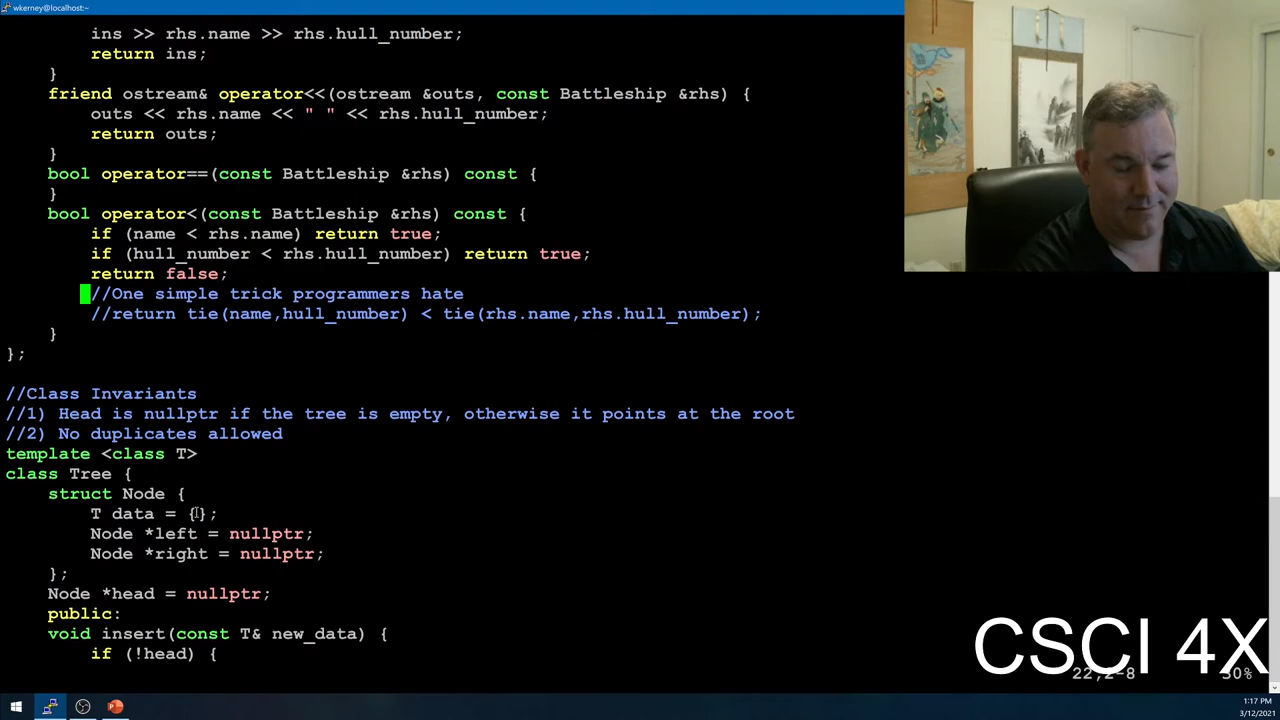 wkerney@localhost:~
ins >> rhs.name >> rhs.hull_number;
return ins;
}
friend ostream& operator<<(ostream &outs, const Battleship &rhs) {
outs << rhs.name << " " << rhs.hull_number;
return outs;
}
bool operator==(const Battleship &rhs) const {
}
bool operator<(const Battleship &rhs) const {
if (name < rhs.name) return true;
if (hull_number < rhs.hull_number) return true;
return false;
//One simple trick programmers hate
//return tie(name,hull_number) < tie(rhs.name,rhs.hull_number);
}
};
//Class Invariants
//1) Head is nullptr if the tree is empty, otherwise it points at the root
//2) No duplicates allowed
template <class T>
class Tree {
struct Node {
T data = {};
Node *left = nullptr;
Node *right = nullptr;
};
Node *head = nullptr;
public:
void insert(const T& new_data) {
if (!head) {
CSCI 4X
22,2-8 30%
1:17 PM
3/12/2021